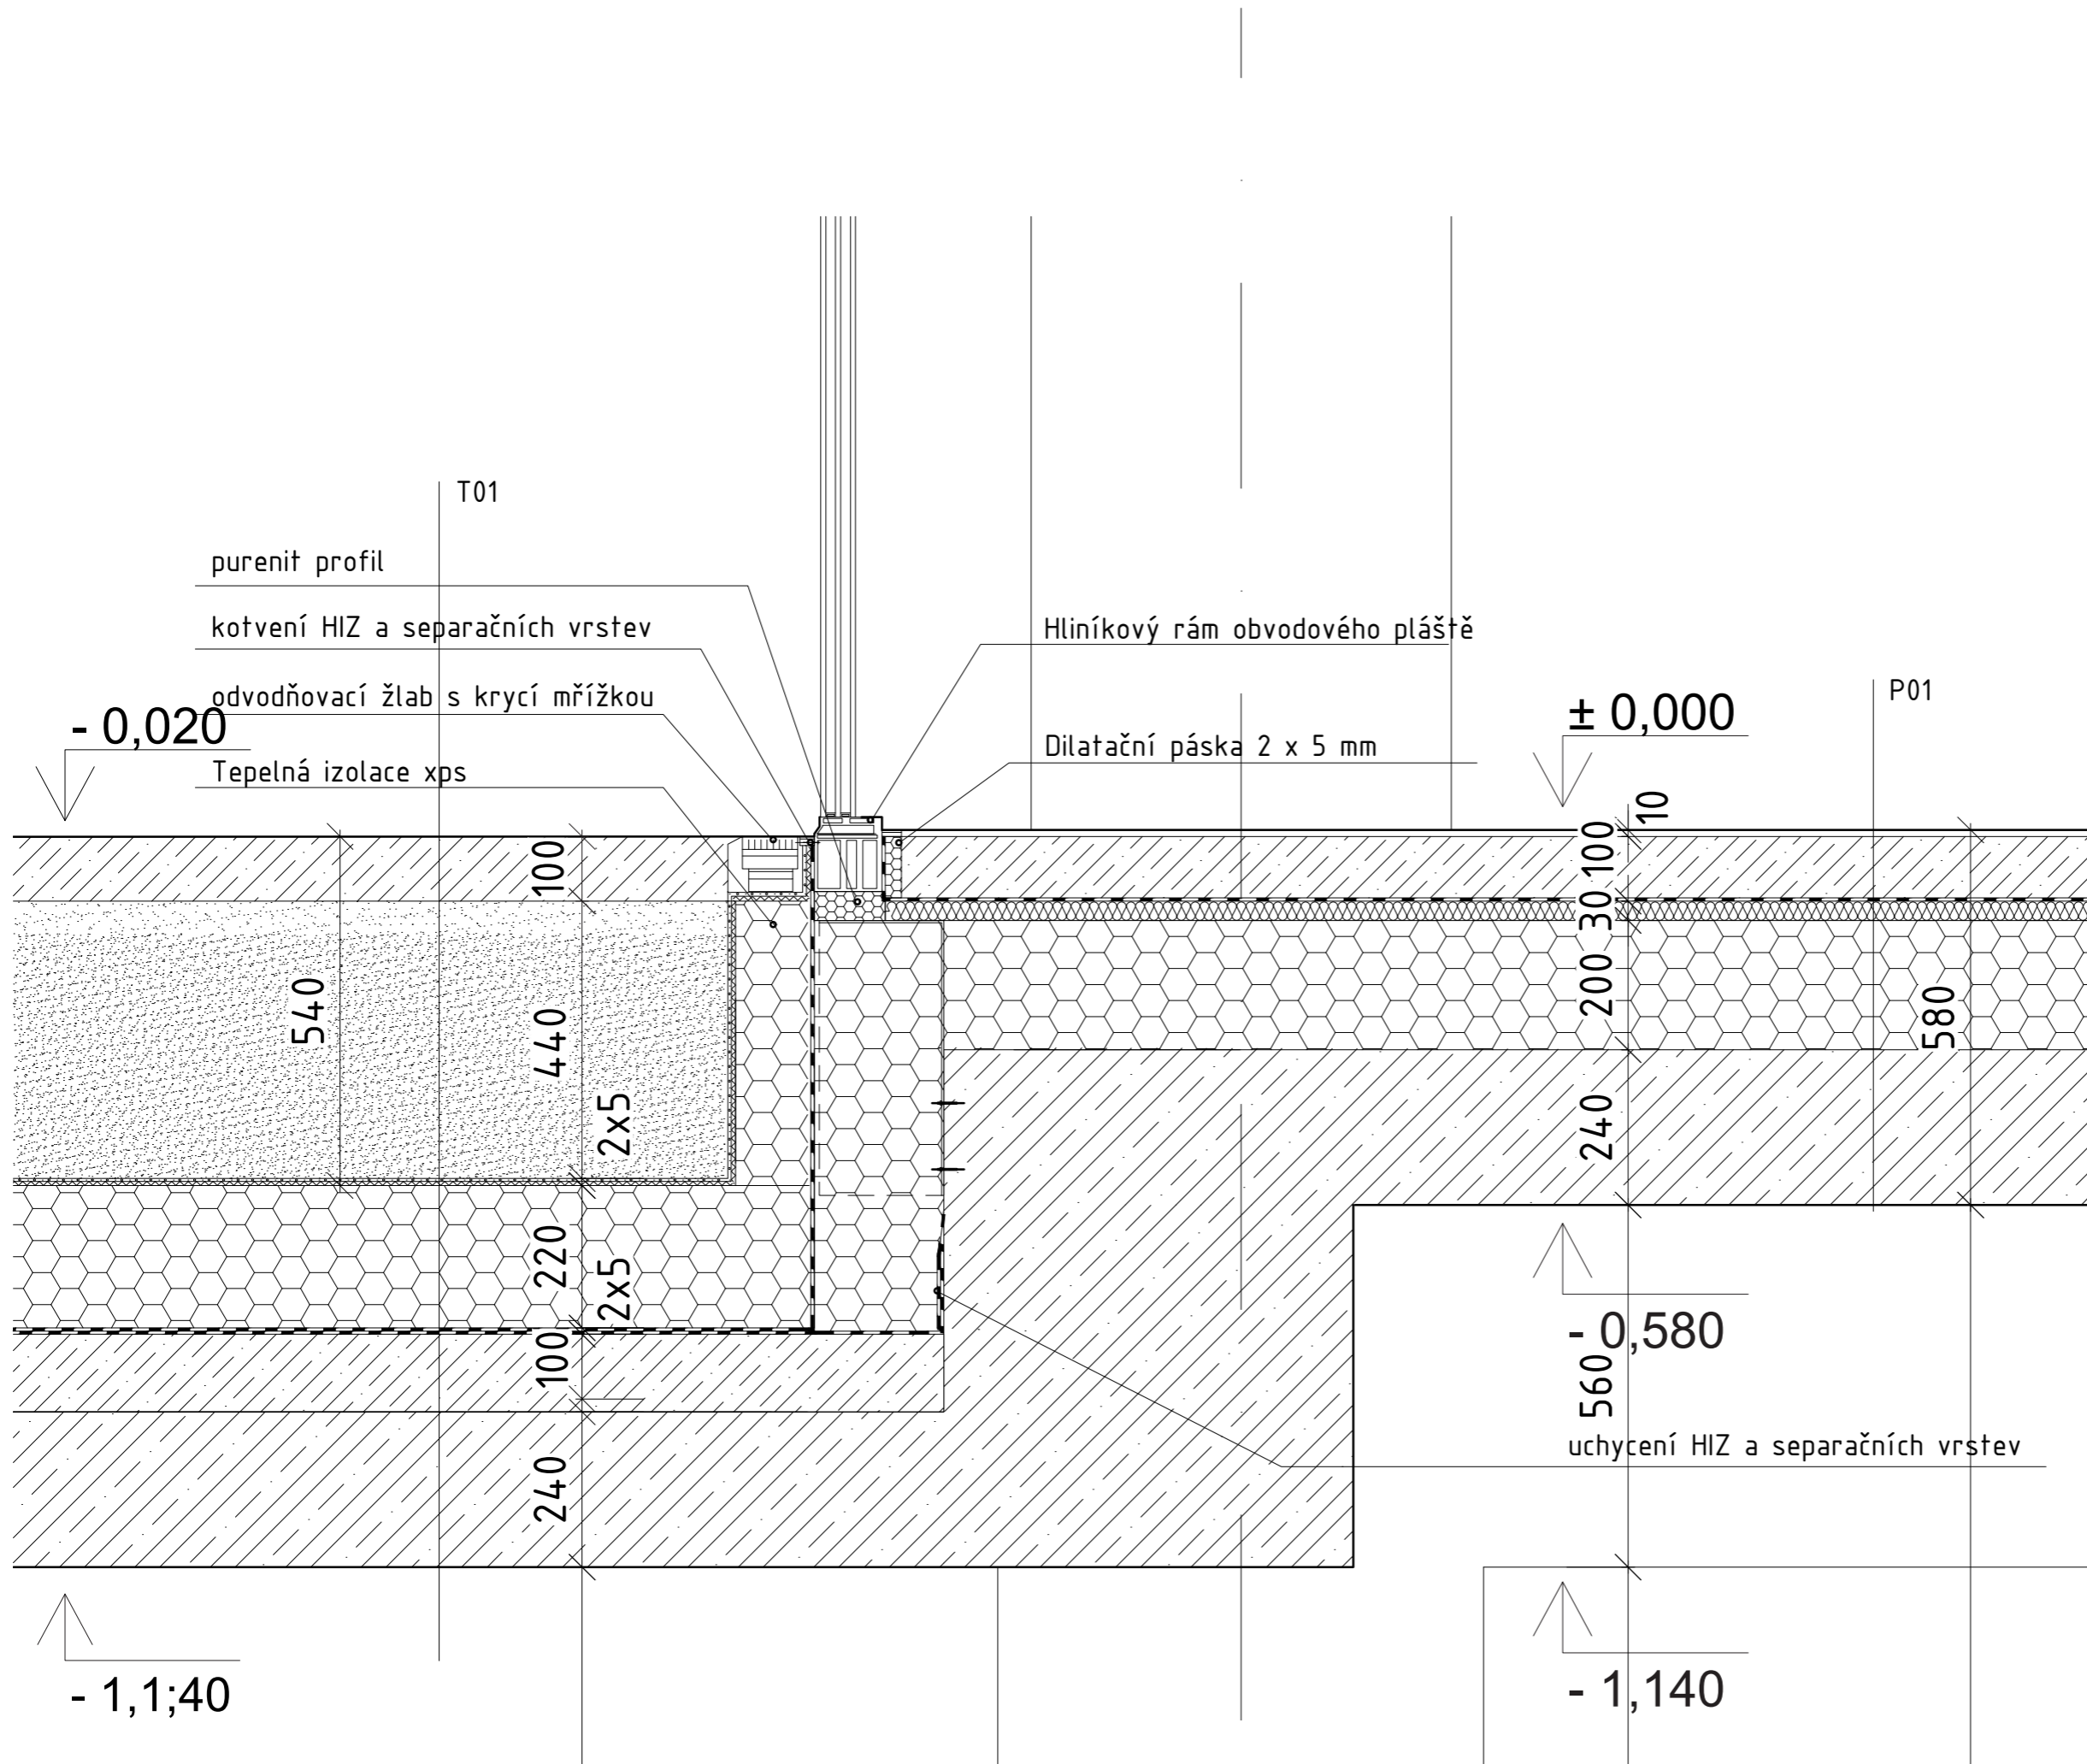 T01
purenit profil
kotvení HIZ a separačních vrstev
Hliníkový rám obvodového pláště
odvodňovací žlab s krycí mřížkou
- 0,020
± 0,000
P01
Dilatační páska 2 x 5 mm
Tepelná izolace xps
10
100
100
30
540
440
200
580
2x5
240
220
2x5
- 0,580
100
560
uchycení HIZ a separačních vrstev
240
- 1,1;40
- 1,140